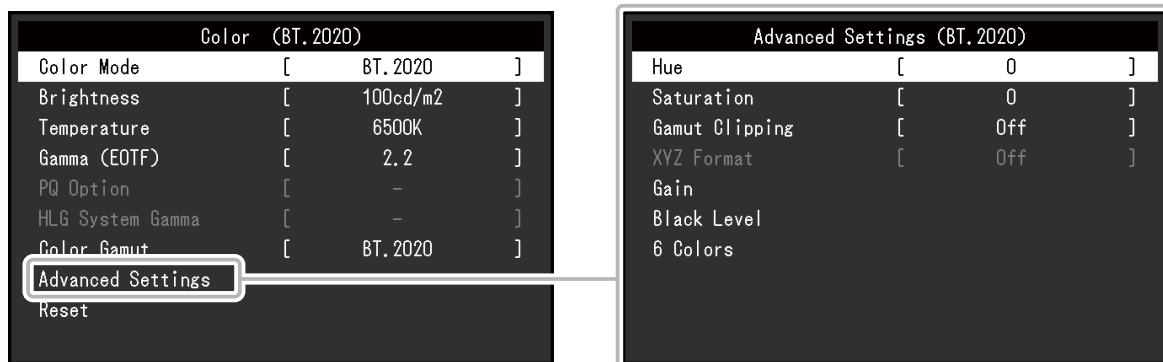 Color (BT.2020)
Color Mode [ BT.2020 ]
Brightness [ 100cd/m2 ]
Temperature [ 6500K ]
Gamma (EOTF) [ 2.2 ]
PQ Option [ - ]
HLG System Gamma [ - ]
Color Gamut [ BT.2020 ]
Advanced Settings
Reset
Advanced Settings (BT.2020)
Hue [ 0 ]
Saturation [ 0 ]
Gamut Clipping [ Off ]
XYZ Format [ Off ]
Gain
Black Level
6 Colors